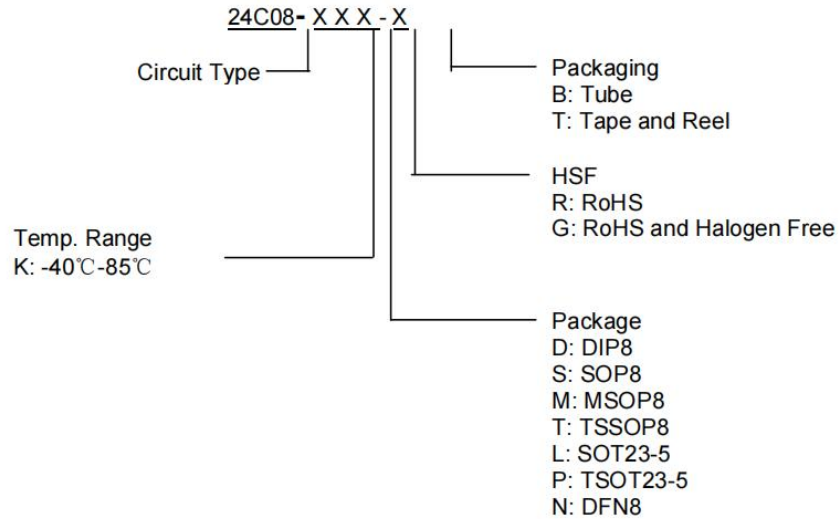 24C08- X X X - X
Circuit Type
Packaging
B: Tube
T: Tape and Reel
HSF
R: RoHS
G: RoHS and Halogen Free
Temp. Range
K: -40℃-85℃
Package
D: DIP8
S: SOP8
M: MSOP8
T: TSSOP8
L: SOT23-5
P: TSOT23-5
N: DFN8